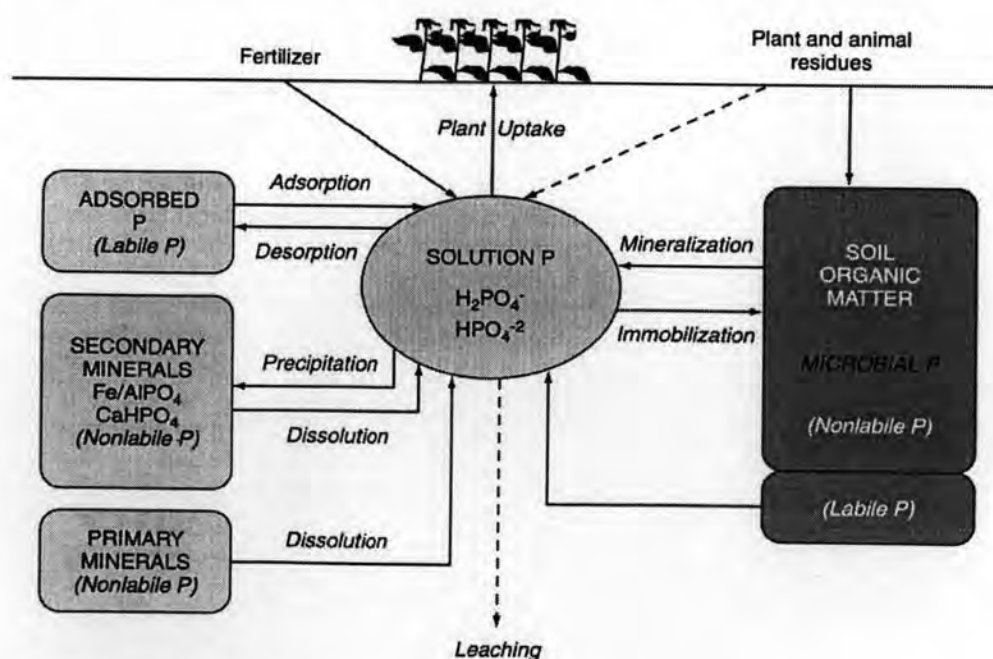 Fertilizer
Plant and animal
residues
Plant Uptake
Adsorption
ADSORBED
P
(Labile P)
Desorption
SOLUTION P
H₂PO₄⁻
HPO₄⁻²
Mineralization
Immobilization
SOIL
ORGANIC
MATTER
MICROBIAL P
(Nonlabile P)
(Labile P)
SECONDARY
MINERALS
Fe/AlPO₄
CaHPO₄
(Nonlabile P)
Precipitation
Dissolution
PRIMARY
MINERALS
(Nonlabile P)
Dissolution
Leaching